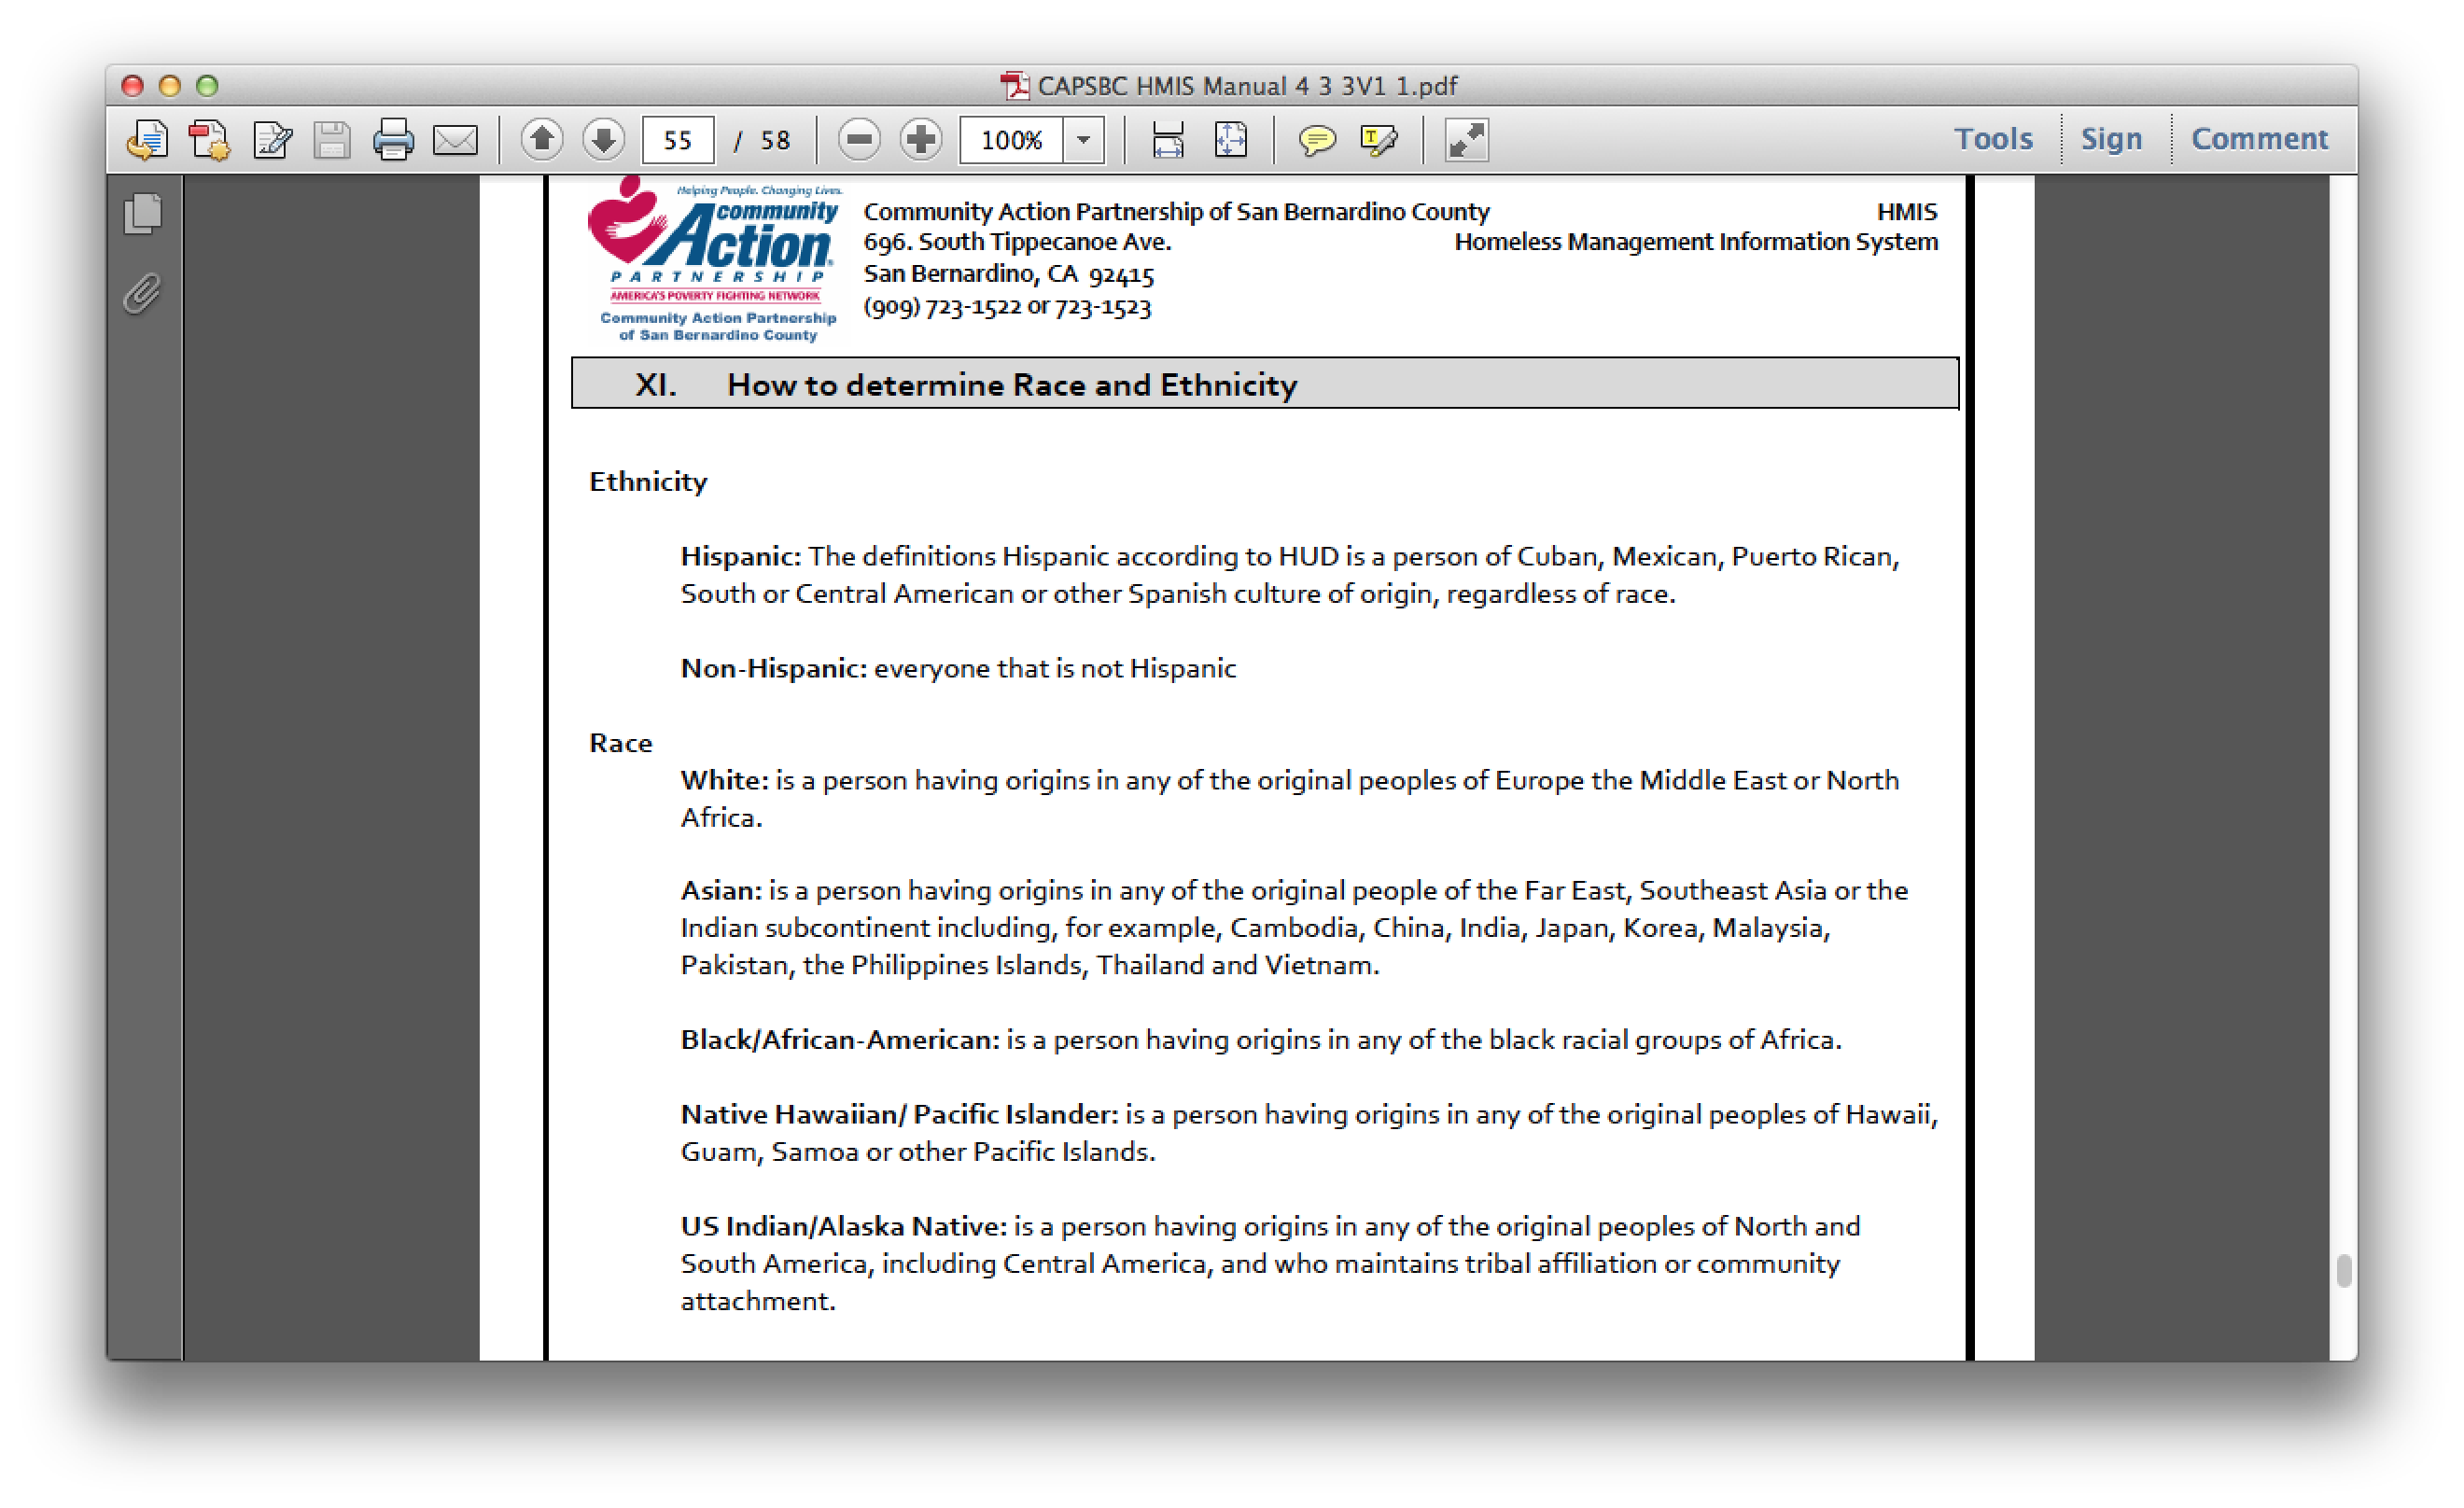 CAPSBC HMIS Manual 4 3 3V1 1.pdf
55 / 58 100% Tools Sign Comment
Helping People. Changing Lives.
community
Action
PARTNERSHIP
AMERICA'S POVERTY FIGHTING NETWORK
Community Action Partnership
of San Bernardino County
Community Action Partnership of San Bernardino County HMIS
696. South Tippecanoe Ave. Homeless Management Information System
San Bernardino, CA 92415
(909) 723-1522 or 723-1523
XI. How to determine Race and Ethnicity
Ethnicity
Hispanic: The definitions Hispanic according to HUD is a person of Cuban, Mexican, Puerto Rican,
South or Central American or other Spanish culture of origin, regardless of race.
Non-Hispanic: everyone that is not Hispanic
Race
White: is a person having origins in any of the original peoples of Europe the Middle East or North
Africa.
Asian: is a person having origins in any of the original people of the Far East, Southeast Asia or the
Indian subcontinent including, for example, Cambodia, China, India, Japan, Korea, Malaysia,
Pakistan, the Philippines Islands, Thailand and Vietnam.
Black/African-American: is a person having origins in any of the black racial groups of Africa.
Native Hawaiian/ Pacific Islander: is a person having origins in any of the original peoples of Hawaii,
Guam, Samoa or other Pacific Islands.
US Indian/Alaska Native: is a person having origins in any of the original peoples of North and
South America, including Central America, and who maintains tribal affiliation or community
attachment.